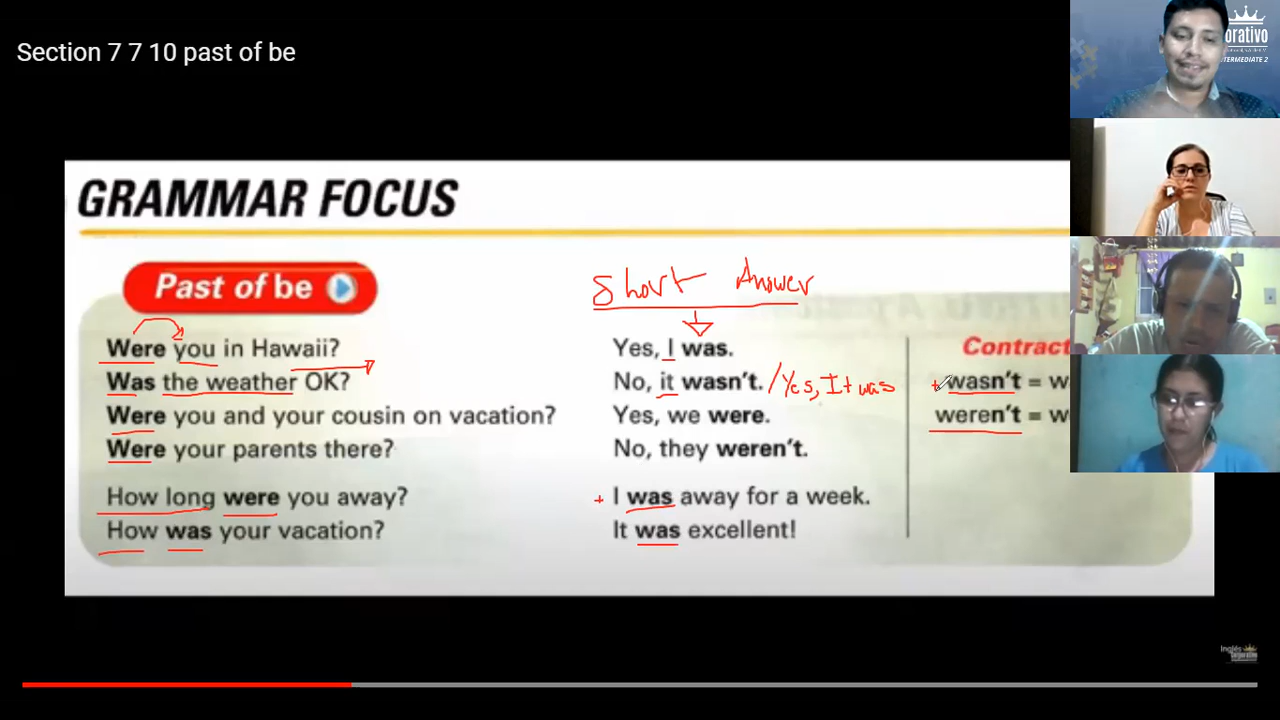 Section 7 7 10 past of be
orativo
TERMEDIATE 2
GRAMMAR FOCUS
Past of be
Short Answer
Were you in Hawaii? Yes, I was. Contract
Was the weather OK? No, it wasn't. /Yes, It was + wasn't = w
Were you and your cousin on vacation? Yes, we were. weren't = w
Were your parents there? No, they weren't.
How long were you away? + I was away for a week.
How was your vacation? It was excellent!
Inglés
Corporativo